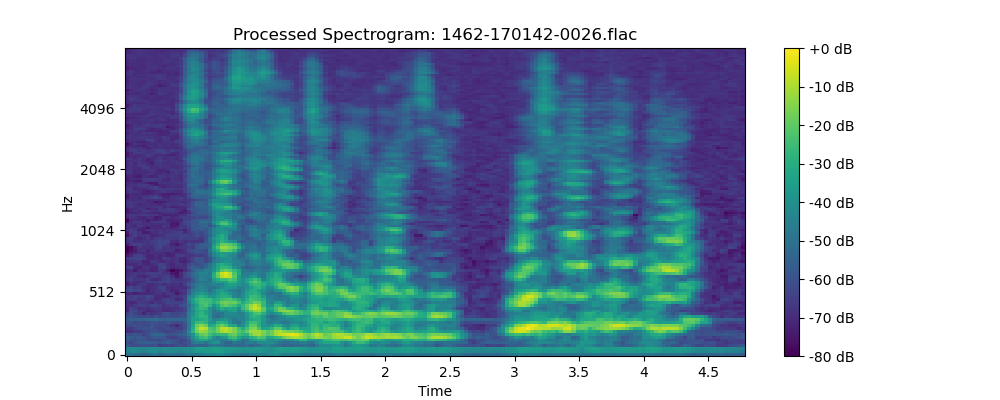 Processed Spectrogram: 1462-170142-0026.flac
Hz
4096
2048
1024
512
0
0
0.5
1
1.5
2
2.5
3
3.5
4
4.5
Time
+0 dB
-10 dB
-20 dB
-30 dB
-40 dB
-50 dB
-60 dB
-70 dB
-80 dB